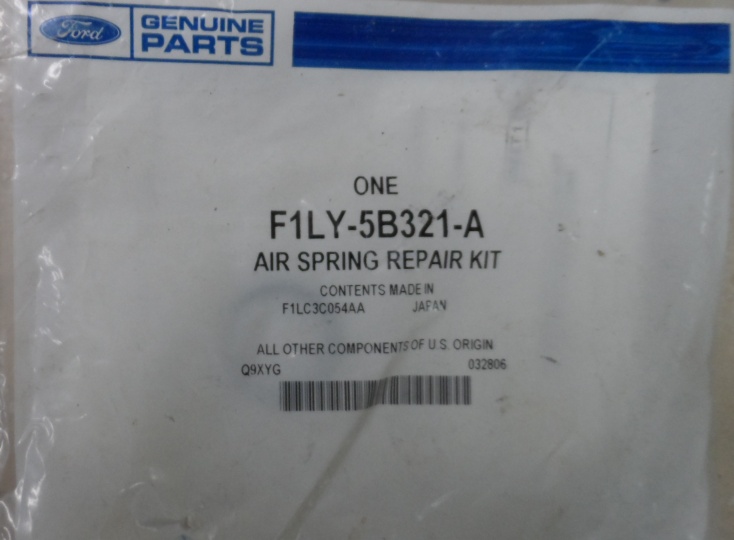 Ford
GENUINE
PARTS
ONE
F1LY-5B321-A
AIR SPRING REPAIR KIT
CONTENTS MADE IN
F1LC3C054AA JAPAN
ALL OTHER COMPONENTS OF U.S. ORIGIN
Q9XYG 032806